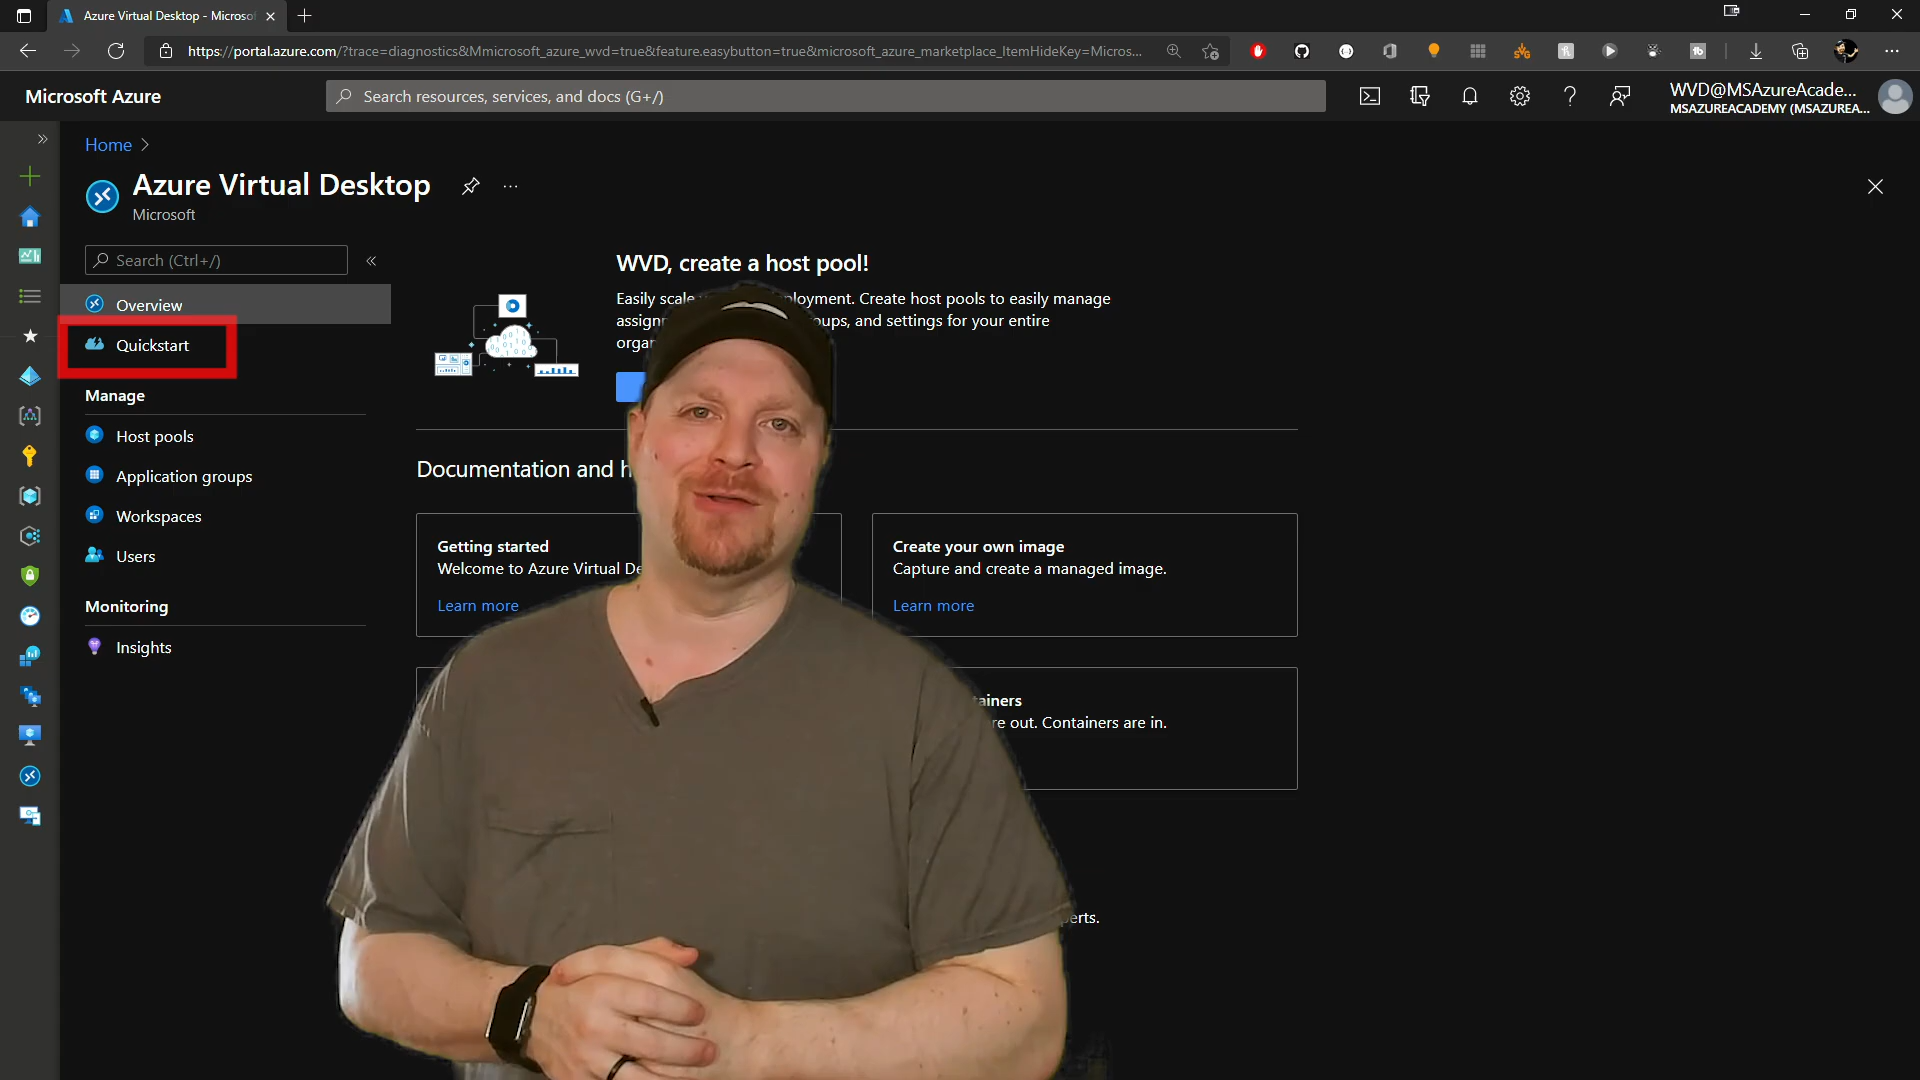 Azure Virtual Desktop - Microso
https://portal.azure.com/?trace=diagnostics&Mmicrosoft_azure_wvd=true&feature.easybutton=true&microsoft_azure_marketplace_ItemHideKey=Micros...
Microsoft Azure
Search resources, services, and docs (G+/)
WVD@MSAzureAcade...
MSAZUREACADEMY (MSAZUREA...
Home
Azure Virtual Desktop
Microsoft
Search (Ctrl+/)
Overview
Quickstart
Manage
Host pools
Application groups
Workspaces
Users
Monitoring
Insights
WVD, create a host pool!
Easily scale ployment. Create host pools to easily manage
assign ups, and settings for your entire
organ
Documentation and h
Getting started
Welcome to Azure Virtual De
Learn more
Create your own image
Capture and create a managed image.
Learn more
tainers
re out. Containers are in.
perts.